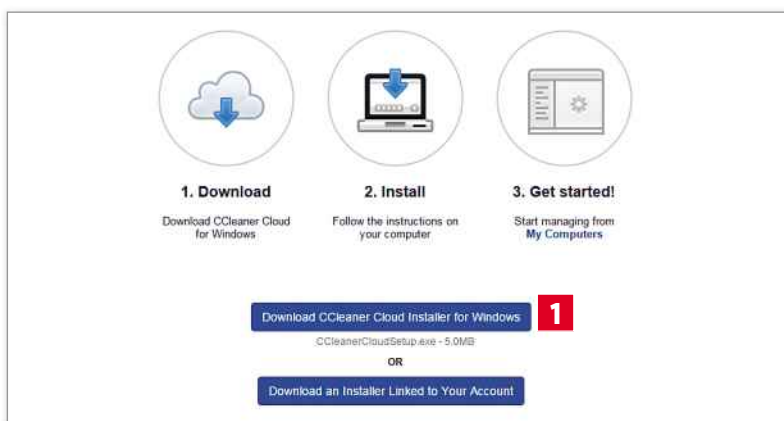 1. Download
2. Install
3. Get started!
Download CCleaner Cloud
for Windows
Follow the instructions on
your computer
Start managing from
My Computers
Download CCleaner Cloud Installer for Windows
1
CCleanerCloudSetup.exe - 5.0MB
OR
Download an Installer Linked to Your Account